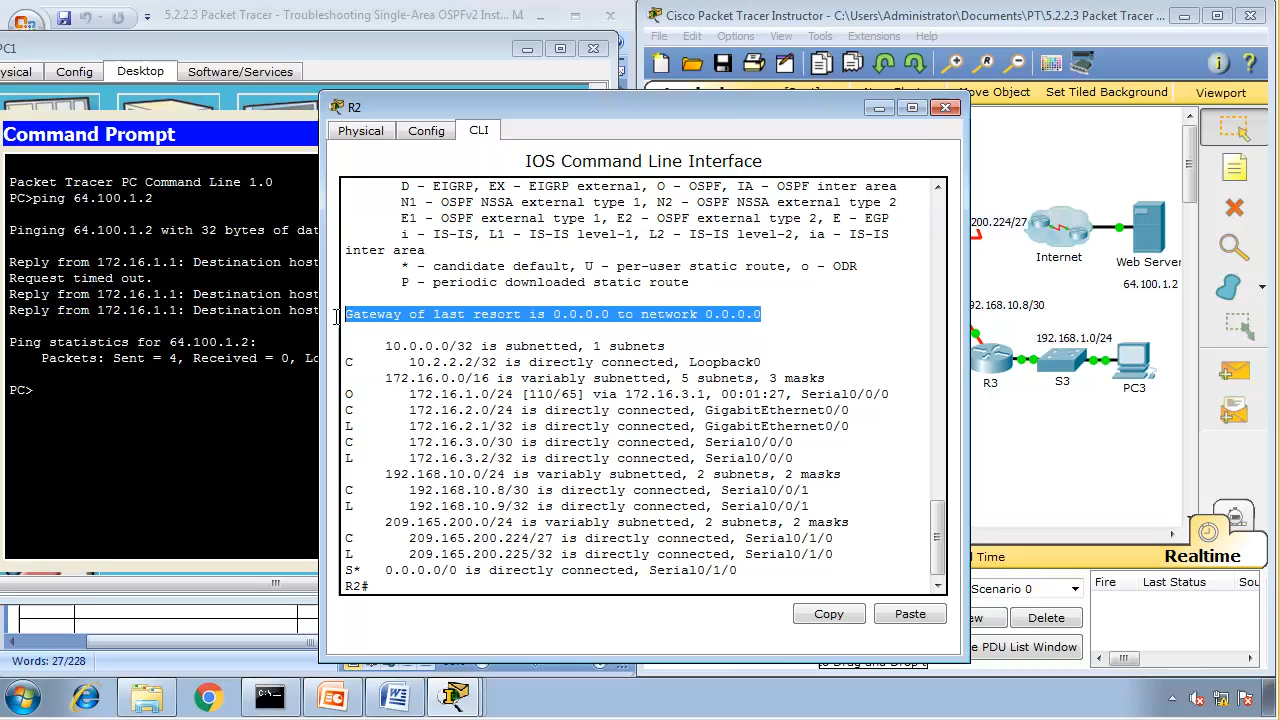 5.2.2.3 Packet Tracer - Troubleshooting Single-Area OSPFv2 Inst... M
Cisco Packet Tracer Instructor - C:\Users\Administrator\Documents\PT\5.2.2.3 Packet Tracer ...
File Edit Options View Tools Extensions Help
PC1
ysical Config Desktop Software/Services
Move Object Set Tiled Background Viewport
Command Prompt
Packet Tracer PC Command Line 1.0
PC>ping 64.100.1.2
Pinging 64.100.1.2 with 32 bytes of dat
Reply from 172.16.1.1: Destination host
Request timed out.
Reply from 172.16.1.1: Destination host
Reply from 172.16.1.1: Destination host
Ping statistics for 64.100.1.2:
Packets: Sent = 4, Received = 0, Lo
PC>
R2
Physical Config CLI
IOS Command Line Interface
D - EIGRP, EX - EIGRP external, O - OSPF, IA - OSPF inter area
N1 - OSPF NSSA external type 1, N2 - OSPF NSSA external type 2
E1 - OSPF external type 1, E2 - OSPF external type 2, E - EGP
i - IS-IS, L1 - IS-IS level-1, L2 - IS-IS level-2, ia - IS-IS
inter area
* - candidate default, U - per-user static route, o - ODR
P - periodic downloaded static route
Gateway of last resort is 0.0.0.0 to network 0.0.0.0
10.0.0.0/32 is subnetted, 1 subnets
C 10.2.2.2/32 is directly connected, Loopback0
172.16.0.0/16 is variably subnetted, 5 subnets, 3 masks
O 172.16.1.0/24 [110/65] via 172.16.3.1, 00:01:27, Serial0/0/0
C 172.16.2.0/24 is directly connected, GigabitEthernet0/0
L 172.16.2.1/32 is directly connected, GigabitEthernet0/0
C 172.16.3.0/30 is directly connected, Serial0/0/0
L 172.16.3.2/32 is directly connected, Serial0/0/0
192.168.10.0/24 is variably subnetted, 2 subnets, 2 masks
C 192.168.10.8/30 is directly connected, Serial0/0/1
L 192.168.10.9/32 is directly connected, Serial0/0/1
209.165.200.0/24 is variably subnetted, 2 subnets, 2 masks
C 209.165.200.224/27 is directly connected, Serial0/1/0
L 209.165.200.225/32 is directly connected, Serial0/1/0
S* 0.0.0.0/0 is directly connected, Serial0/1/0
R2#
Copy Paste
.200.224/27
Internet
Web Server
64.100.1.2
92.168.10.8/30
192.168.1.0/24
R3
S3
PC3
Time Realtime
Scenario 0
Fire Last Status Sou
ew Delete
e PDU List Window
Words: 27/228